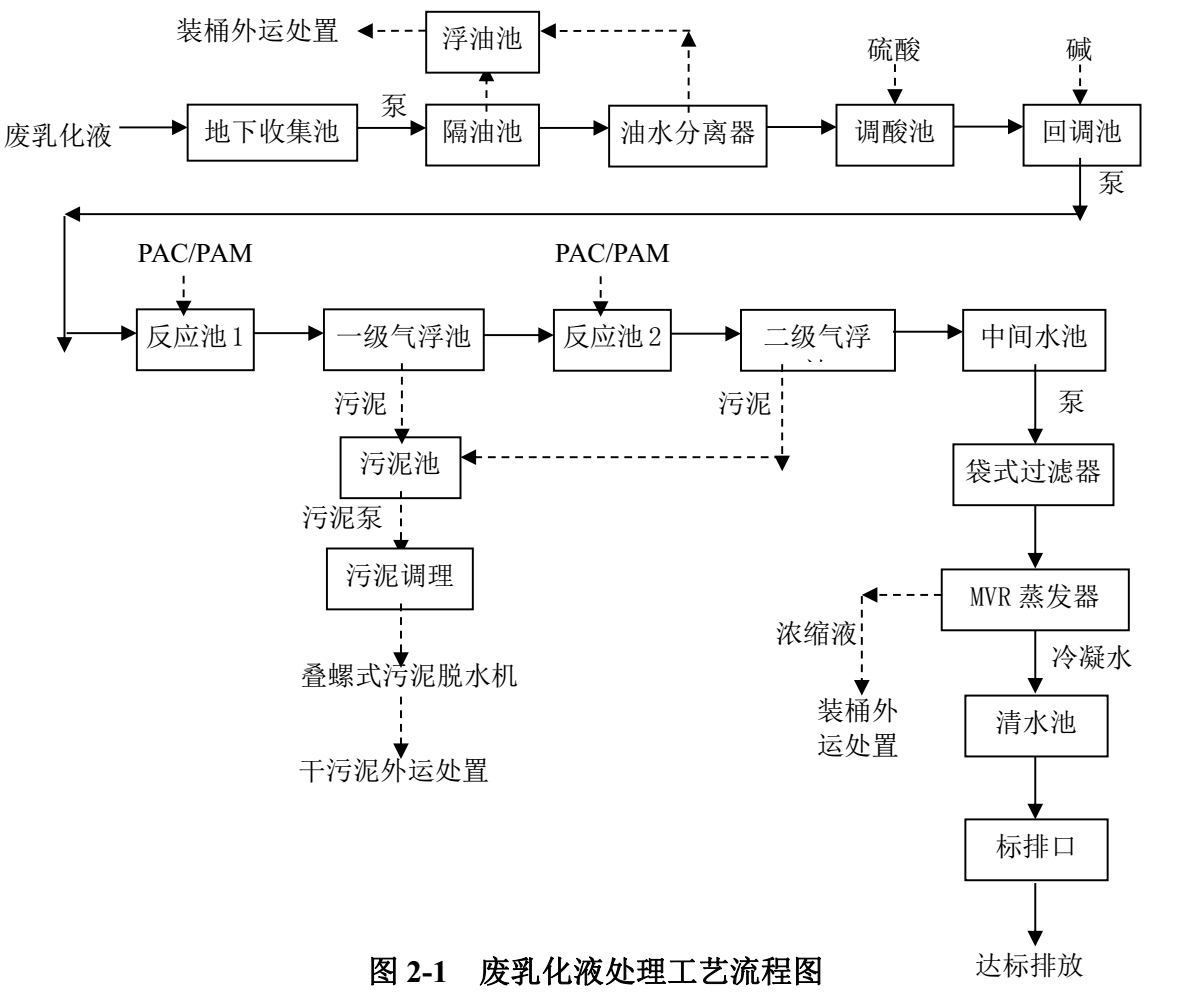 装桶外运处置
浮油池
硫酸
碱
废乳化液
地下收集池
泵
隔油池
油水分离器
调酸池
回调池
泵
PAC/PAM
PAC/PAM
反应池 1
一级气浮池
反应池 2
二级气浮
中间水池
污泥
污泥
泵
污泥池
袋式过滤器
污泥泵
污泥调理
MVR 蒸发器
浓缩液
冷凝水
叠螺式污泥脱水机
装桶外
运处置
清水池
干污泥外运处置
标排口
达标排放
图 2-1 废乳化液处理工艺流程图